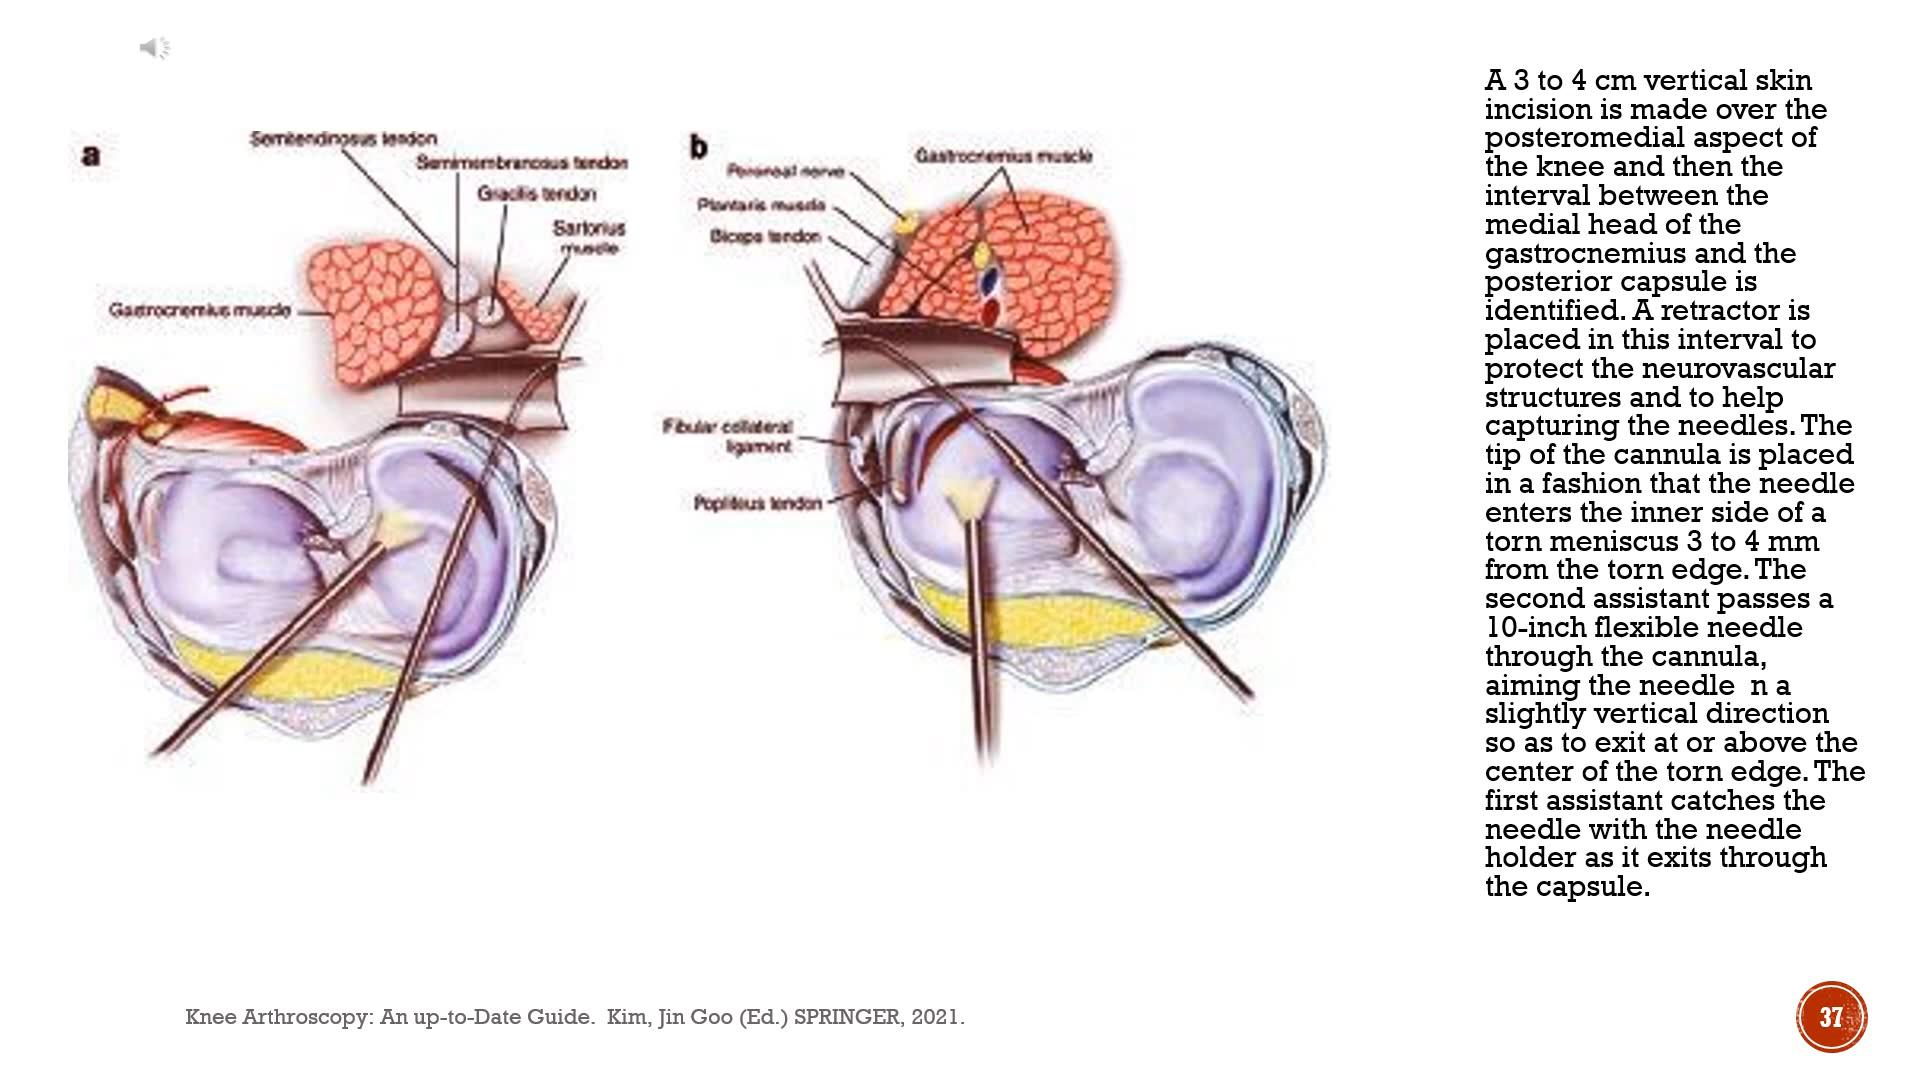 a
Semitendinosus tendon
Semimembranosus tendon
Gracilis tendon
Sartorius
muscle
Gastrocnemius muscle
b
Gastrocnemius muscle
Peroneal nerve
Plantaris muscle
Biceps tendon
Fibular collateral
ligament
Popliteus tendon
A 3 to 4 cm vertical skin
incision is made over the
posteromedial aspect of
the knee and then the
interval between the
medial head of the
gastrocnemius and the
posterior capsule is
identified. A retractor is
placed in this interval to
protect the neurovascular
structures and to help
capturing the needles. The
tip of the cannula is placed
in a fashion that the needle
enters the inner side of a
torn meniscus 3 to 4 mm
from the torn edge. The
second assistant passes a
10-inch flexible needle
through the cannula,
aiming the needle  n a
slightly vertical direction
so as to exit at or above the
center of the torn edge. The
first assistant catches the
needle with the needle
holder as it exits through
the capsule.
Knee Arthroscopy: An up-to-Date Guide.  Kim, Jin Goo (Ed.) SPRINGER, 2021.
37